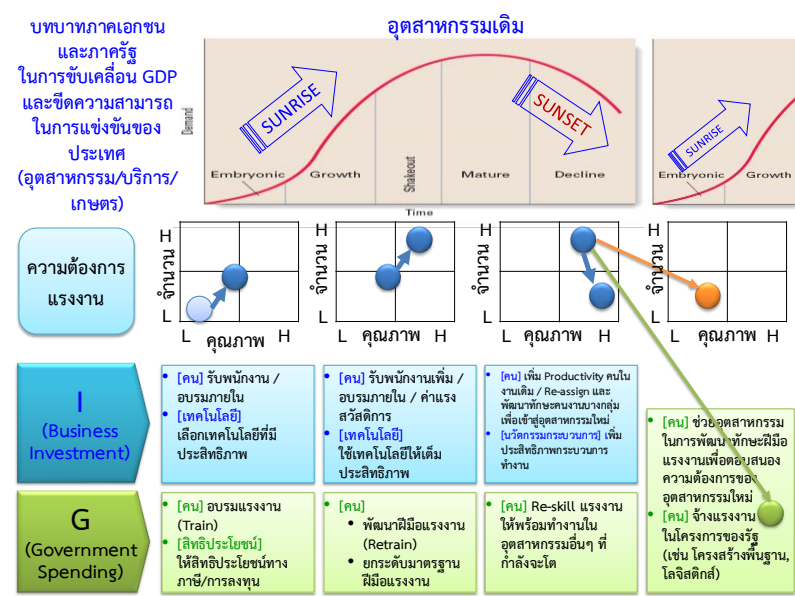 บทบาทภาคเอกชน
และภาครัฐ
ในการขับเคลื่อน GDP
และขีดความสามารถ
ในการแข่งขันของ
ประเทศ
(อุตสาหกรรม/บริการ/
เกษตร)
อุตสาหกรรมเดิม
Demand
SUNRISE
SUNSET
Embryonic
Growth
Shakeout
Mature
Decline
Time
SUNRISE
Embryonic
Growth
ความต้องการ
แรงงาน
H
จำนวน
L
L คุณภาพ H
H
จำนวน
L
L คุณภาพ H
H
จำนวน
L
L คุณภาพ H
H
จำนวน
L
L คุณภาพ H
I
(Business
Investment)
• [คน] รับพนักงาน /
อบรมภายใน
• [เทคโนโลยี]
เลือกเทคโนโลยีที่มี
ประสิทธิภาพ
• [คน] รับพนักงานเพิ่ม /
อบรมภายใน / ค่าแรง
สวัสดิการ
• [เทคโนโลยี]
ใช้เทคโนโลยีให้เต็ม
ประสิทธิภาพ
• [คน] เพิ่ม Productivity คนใน
งานเดิม / Re-assign และ
พัฒนาทักษะคนงานบางกลุ่ม
เพื่อเข้าสู่อุตสาหกรรมใหม่
• [นวัตกรรมกระบวนการ] เพิ่ม
ประสิทธิภาพกระบวนการ
ทำงาน
G
(Government
Spending)
• [คน] อบรมแรงงาน
(Train)
• [สิทธิประโยชน์]
ให้สิทธิประโยชน์ทาง
ภาษี/การลงทุน
• [คน]
• พัฒนาฝีมือแรงงาน
(Retrain)
• ยกระดับมาตรฐาน
ฝีมือแรงงาน
• [คน] Re-skill แรงงาน
ให้พร้อมทำงานใน
อุตสาหกรรมอื่นๆ ที่
กำลังจะโต
• [คน] ช่วยอุตสาหกรรม
ในการพัฒนาทักษะฝีมือ
แรงงานเพื่อตอบสนอง
ความต้องการของ
อุตสาหกรรมใหม่
• [คน] จ้างแรงงาน
ในโครงการของรัฐ
(เช่น โครงสร้างพื้นฐาน,
โลจิสติกส์)